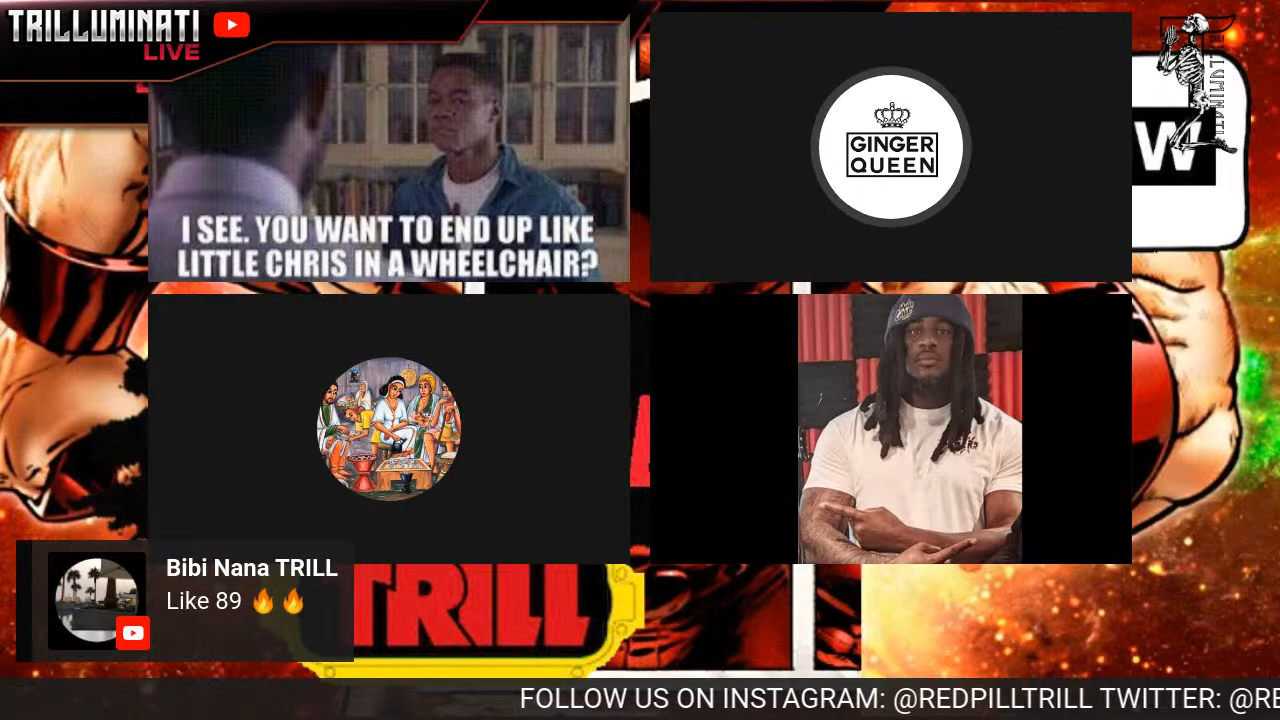 TRILLUMINATI
LIVE
I SEE. YOU WANT TO END UP LIKE
LITTLE CHRIS IN A WHEELCHAIR?
GINGER
QUEEN
W
Bibi Nana TRILL
Like 89 🔥🔥
TRILL
FOLLOW US ON INSTAGRAM: @REDPILLTRILL TWITTER: @RE